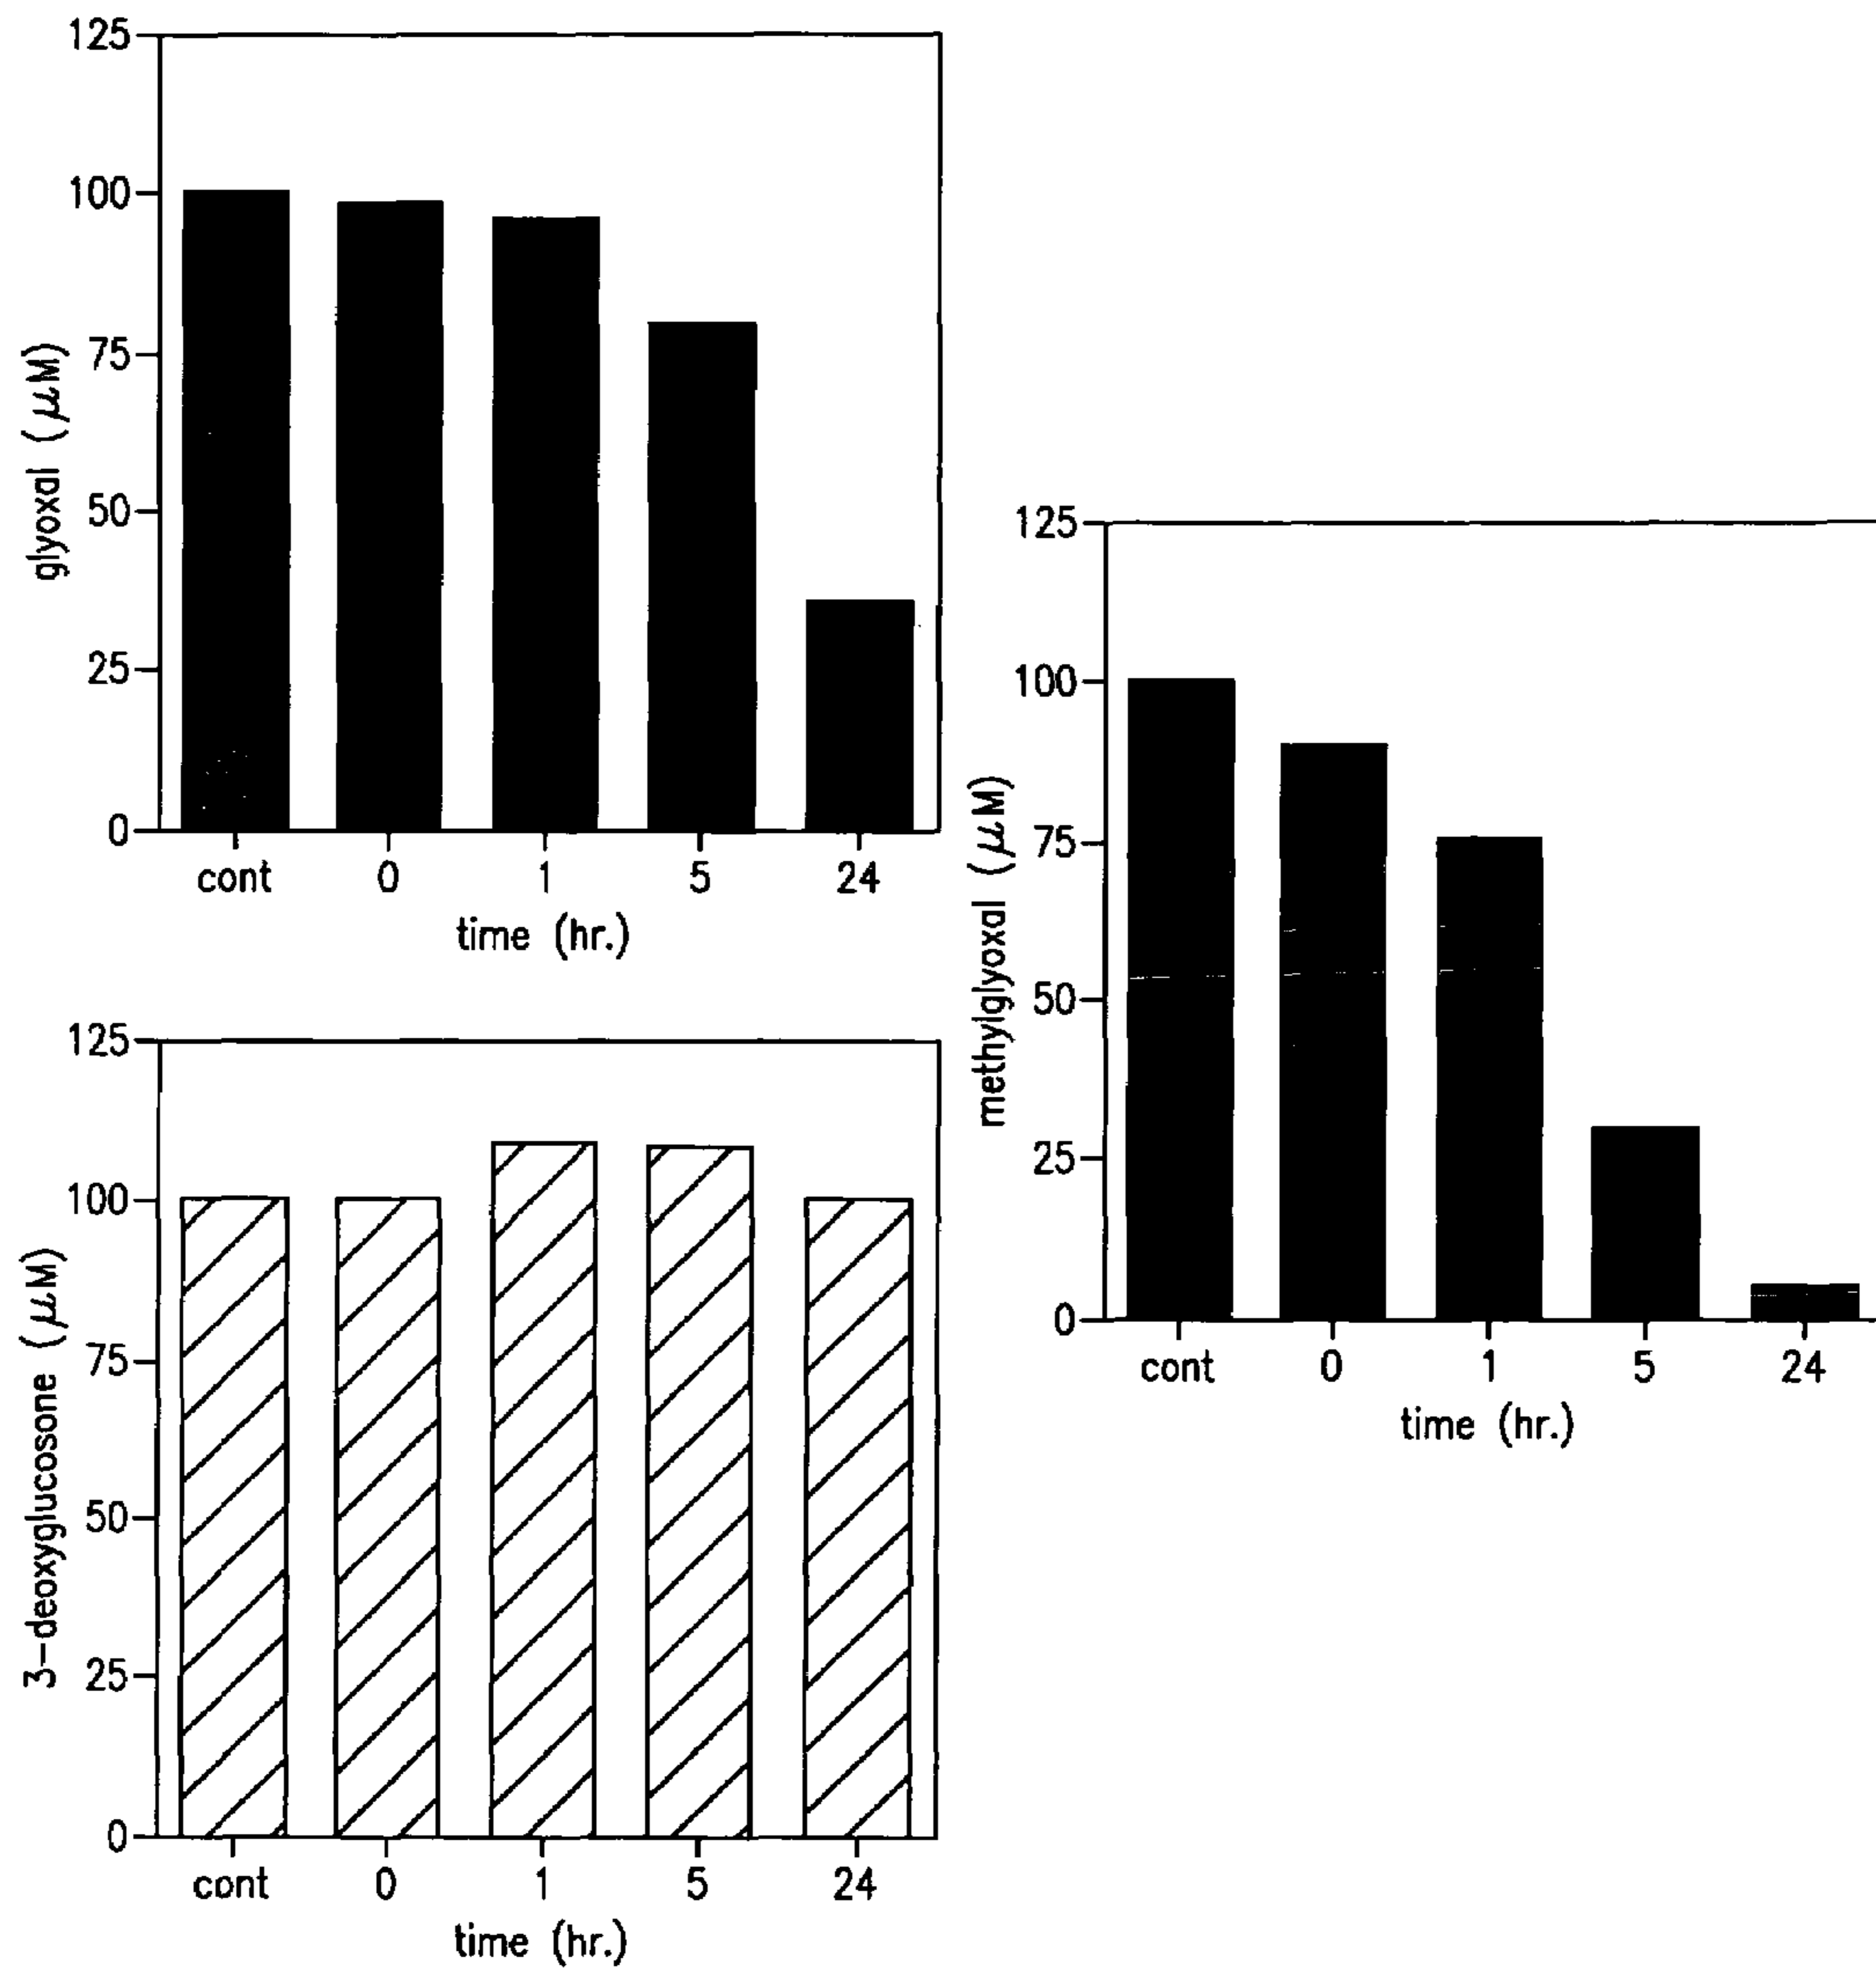 125
100
75
50
25
0
glyoxal (μM)
cont 0 1 5 24
time (hr.)
125
100
75
50
25
0
methylglyoxal (μM)
cont 0 1 5 24
time (hr.)
125
100
75
50
25
0
3-deoxyglucosone (μM)
cont 0 1 5 24
time (hr.)